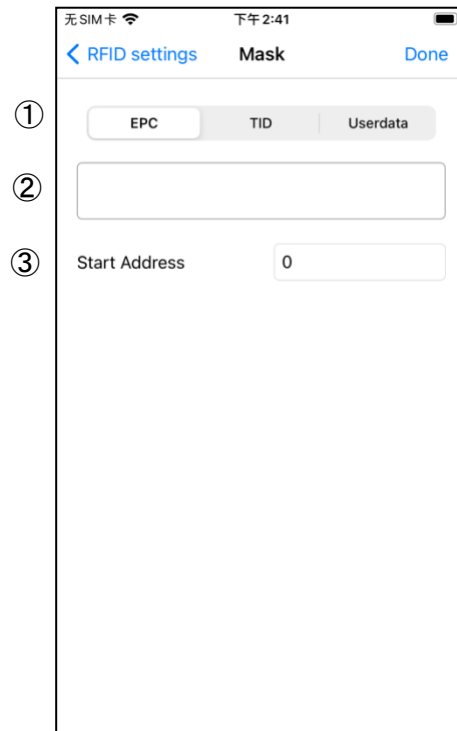 无SIM卡 下午2:41
RFID settings Mask Done
① EPC TID Userdata
②
③ Start Address 0